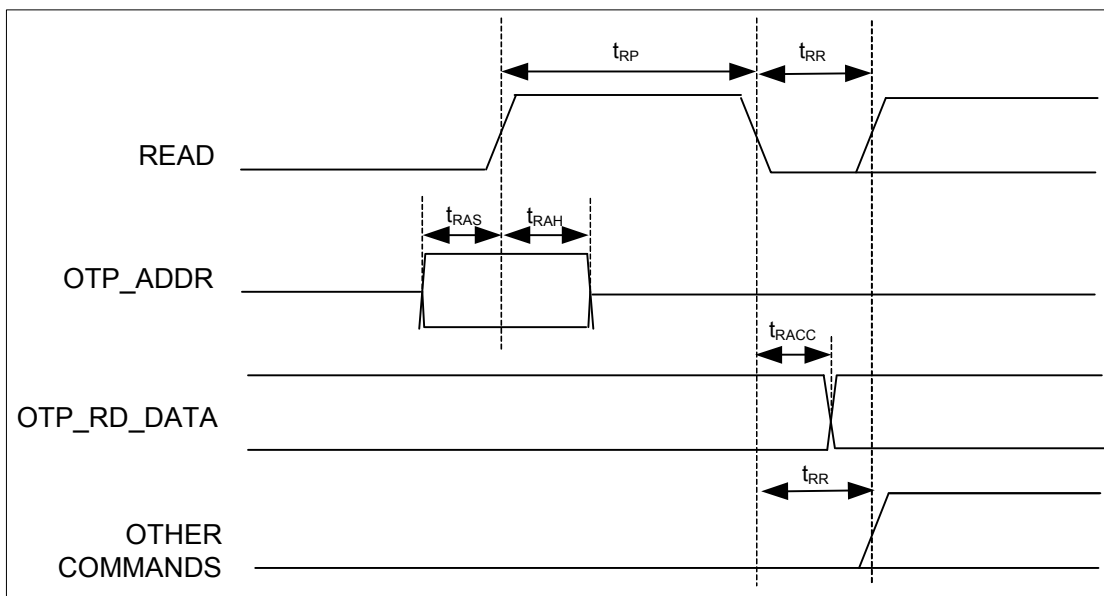 tRP
tRR
READ
tRAS
tRAH
OTP_ADDR
tRACC
OTP_RD_DATA
tRR
OTHER
COMMANDS